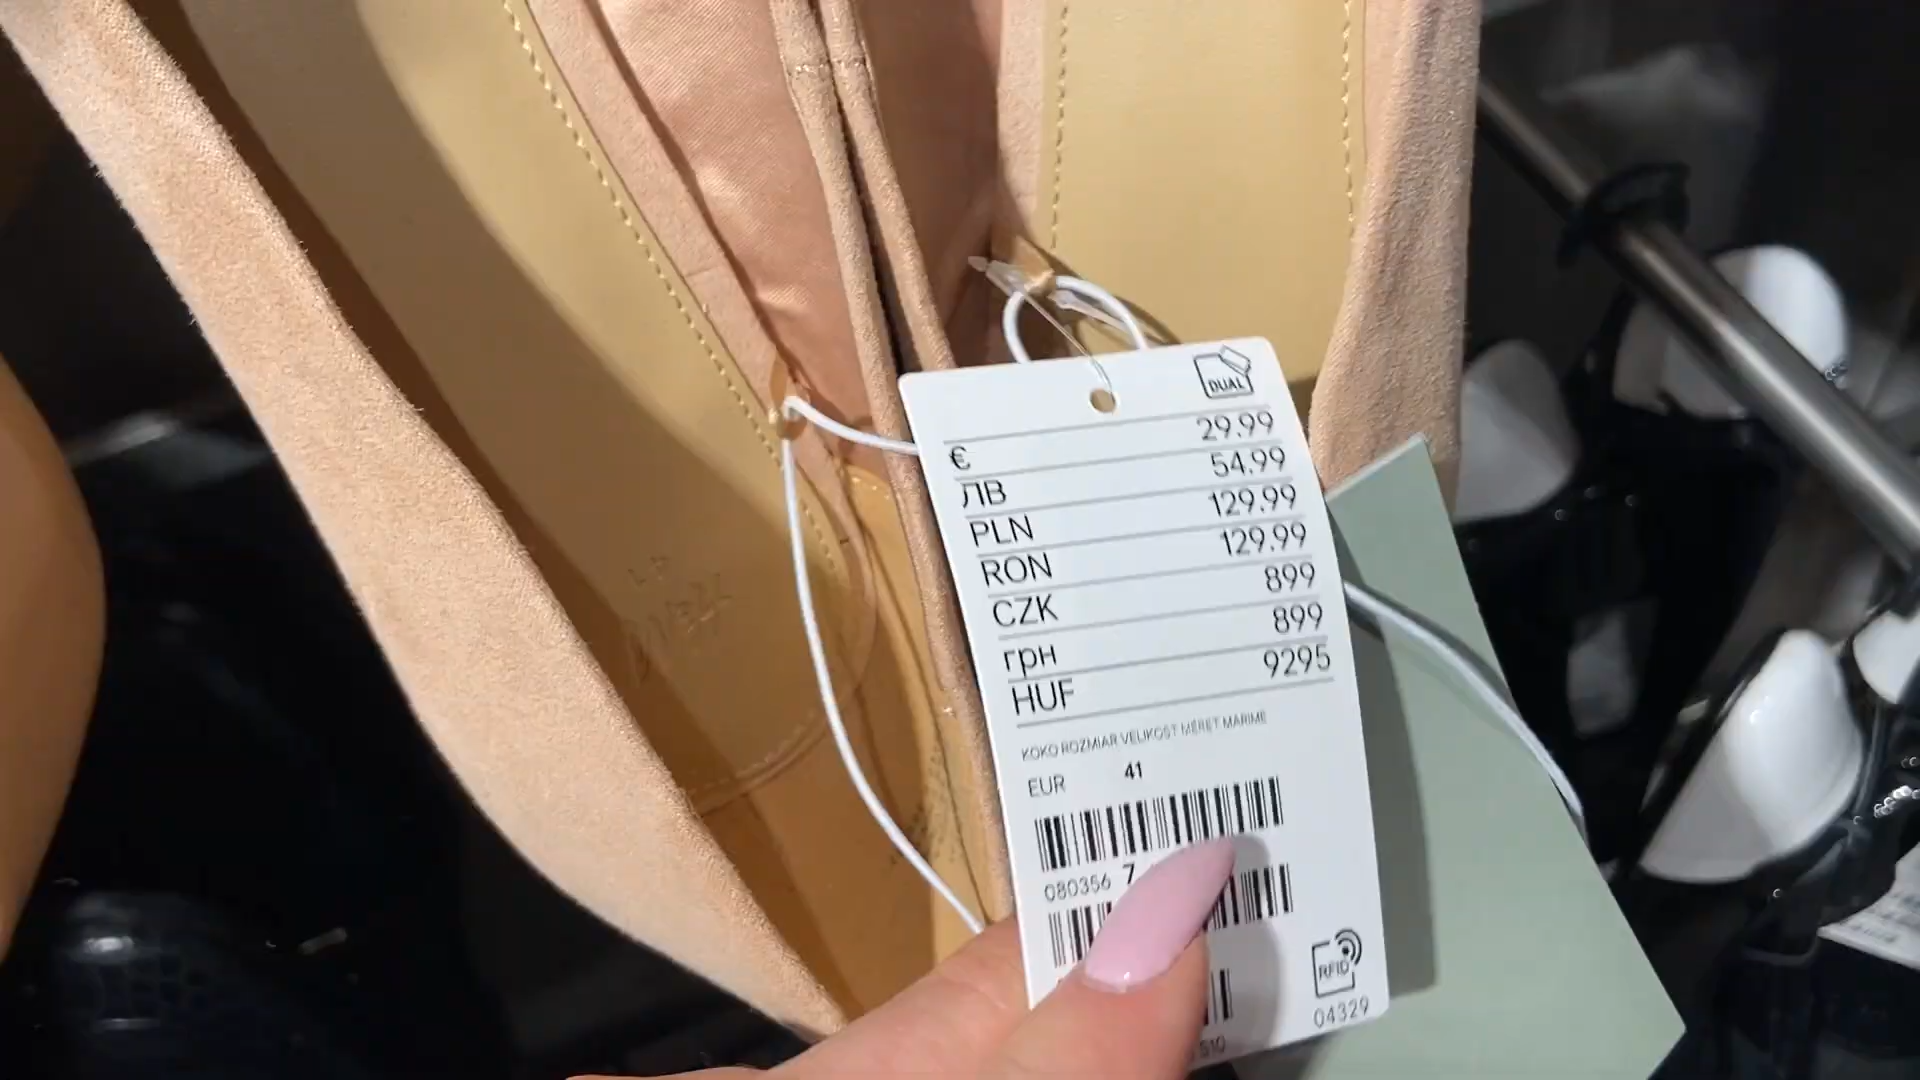 DUAL
€ 29.99
ЛВ 54.99
PLN 129.99
RON 129.99
CZK 899
грн 899
HUF 9295
KOKO ROZMIAR VELIKOST MÉRET MARIME
EUR 41
080356 7
RFID
04329
510